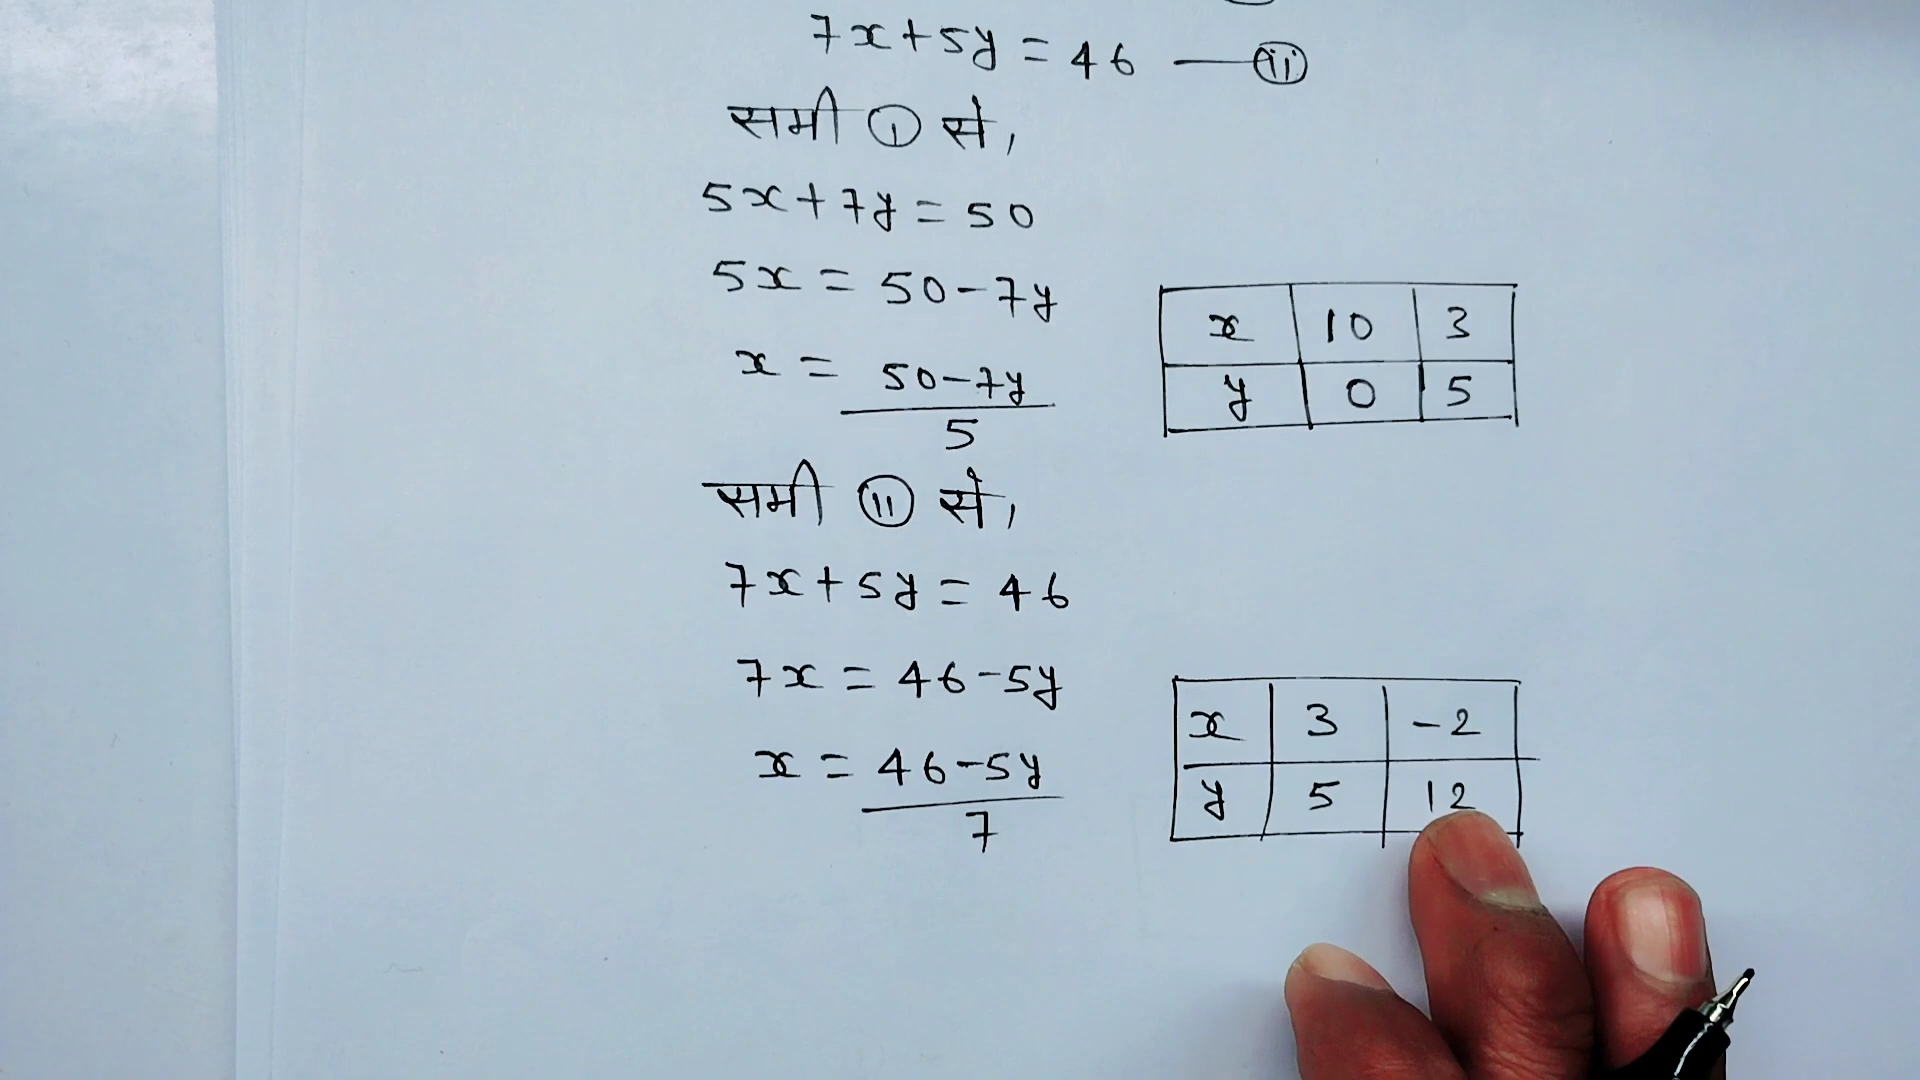 7x+5y = 46 — (ii)
समी (i) से,
5x+7y = 50
5x = 50-7y
x = 50-7y
5
x 10 3
y 0 5
समी (ii) से,
7x+5y = 46
7x = 46-5y
x = 46-5y
7
x 3 -2
y 5 12